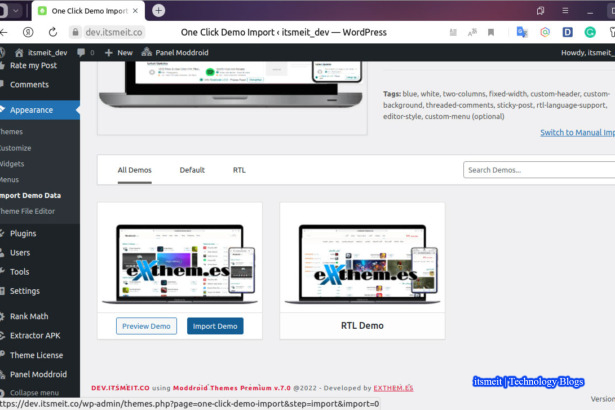 One Click Demo Import
dev.itsmeit.co
One Click Demo Import ‹ itsmeit_dev — WordPress
itsmeit_dev
0
New
Panel Moddroid
Howdy, itsmeit_
Rate my Post
Comments
Appearance
Themes
Customize
Widgets
Menus
Import Demo Data
Theme File Editor
Plugins
Users
Tools
Settings
Rank Math
Extractor APK
Theme License
Panel Moddroid
Collapse menu
Tags: blue, white, two-columns, fixed-width, custom-header, custom-
background, threaded-comments, sticky-post, rtl-language-support,
editor-style, custom-menu (optional)
Switch to Manual Imp
All Demos
Default
RTL
Search Demos...
exthem.es
exthem.es
Preview Demo
Import Demo
RTL Demo
DEV.ITSMEIT.CO using Moddroid Themes Premium v.7.0 @2022 - Developed by EXTHEM.ES
itsmeit | Technology Blogs
Version
ttps://dev.itsmeit.co/wp-admin/themes.php?page=one-click-demo-import&step=import&import=0